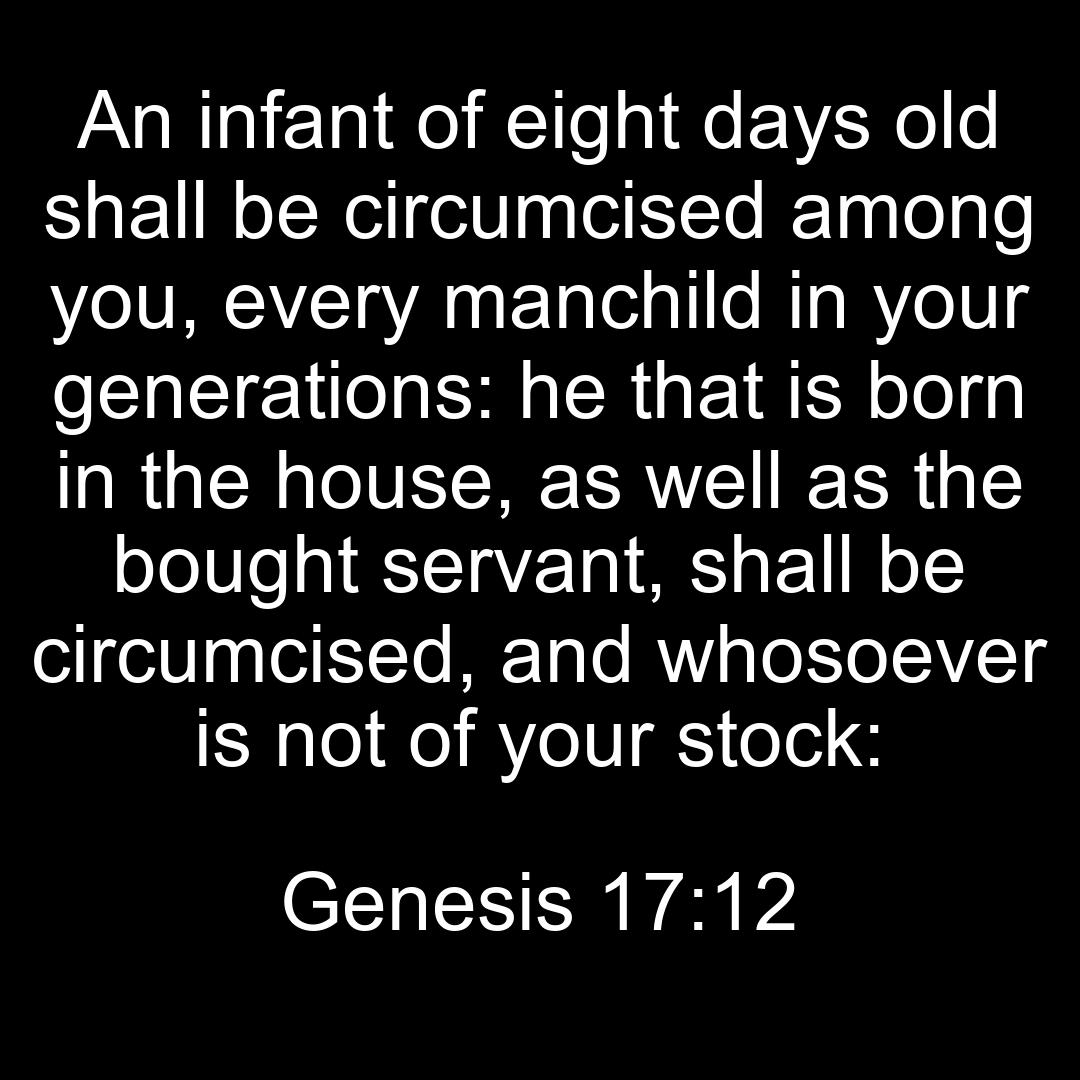 An infant of eight days old
shall be circumcised among
you, every manchild in your
generations: he that is born
in the house, as well as the
bought servant, shall be
circumcised, and whosoever
is not of your stock:
Genesis 17:12